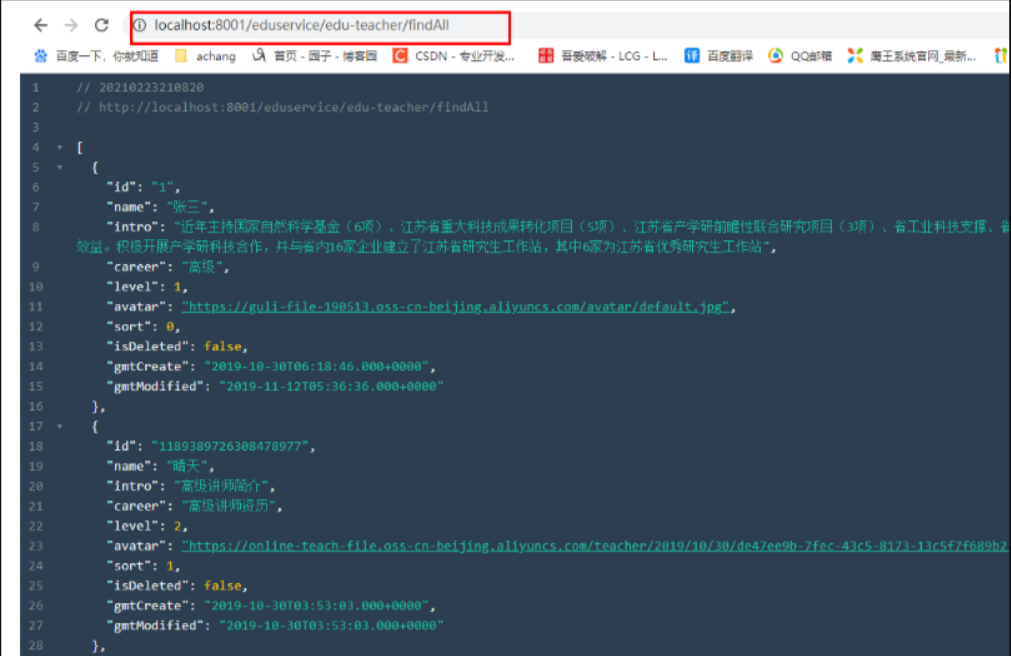 localhost:8001/eduservice/edu-teacher/findAll
百度一下，你就知道 achang 首页 - 园子 - 博客园 CSDN - 专业开发... 吾爱破解 - LCG - L... 译 百度翻译 QQ邮箱 鹰王系统官网_最新...
1 // 20210223210820
2 // http://localhost:8001/eduservice/edu-teacher/findAll
3
4 [
5 {
6 "id": "1",
7 "name": "张三",
8 "intro": "近年主持国家自然科学基金（6项）、江苏省重大科技成果转化项目（5项）、江苏省产学研前瞻性联合研究项目（3项）、省工业科技支撑、省
效益。积极开展产学研科技合作，并与省内16家企业建立了江苏省研究生工作站，其中6家为江苏省优秀研究生工作站",
9 "career": "高级",
10 "level": 1,
11 "avatar": "https://guli-file-190513.oss-cn-beijing.aliyuncs.com/avatar/default.jpg",
12 "sort": 0,
13 "isDeleted": false,
14 "gmtCreate": "2019-10-30T06:18:46.000+0000",
15 "gmtModified": "2019-11-12T05:36:36.000+0000"
16 },
17 {
18 "id": "1189389726308478977",
19 "name": "晴天",
20 "intro": "高级讲师简介",
21 "career": "高级讲师资历",
22 "level": 2,
23 "avatar": "https://online-teach-file.oss-cn-beijing.aliyuncs.com/teacher/2019/10/30/de47ee9b-7fec-43c5-8173-13c5f7f689b2
24 "sort": 1,
25 "isDeleted": false,
26 "gmtCreate": "2019-10-30T03:53:03.000+0000",
27 "gmtModified": "2019-10-30T03:53:03.000+0000"
28 },